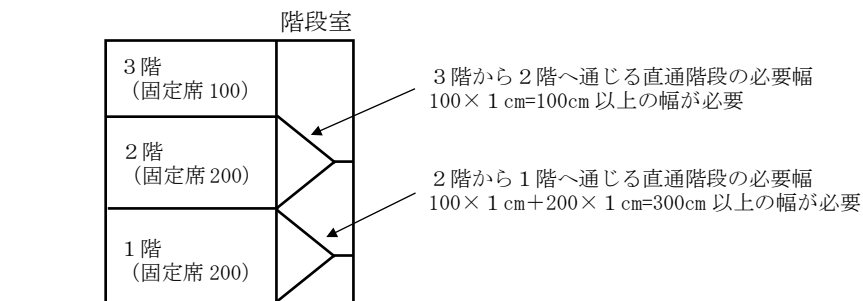 階段室
３階
（固定席 100）
３階から２階へ通じる直通階段の必要幅
100×１cm=100cm 以上の幅が必要
２階
（固定席 200）
２階から１階へ通じる直通階段の必要幅
100×１cm＋200×１cm=300cm 以上の幅が必要
１階
（固定席 200）